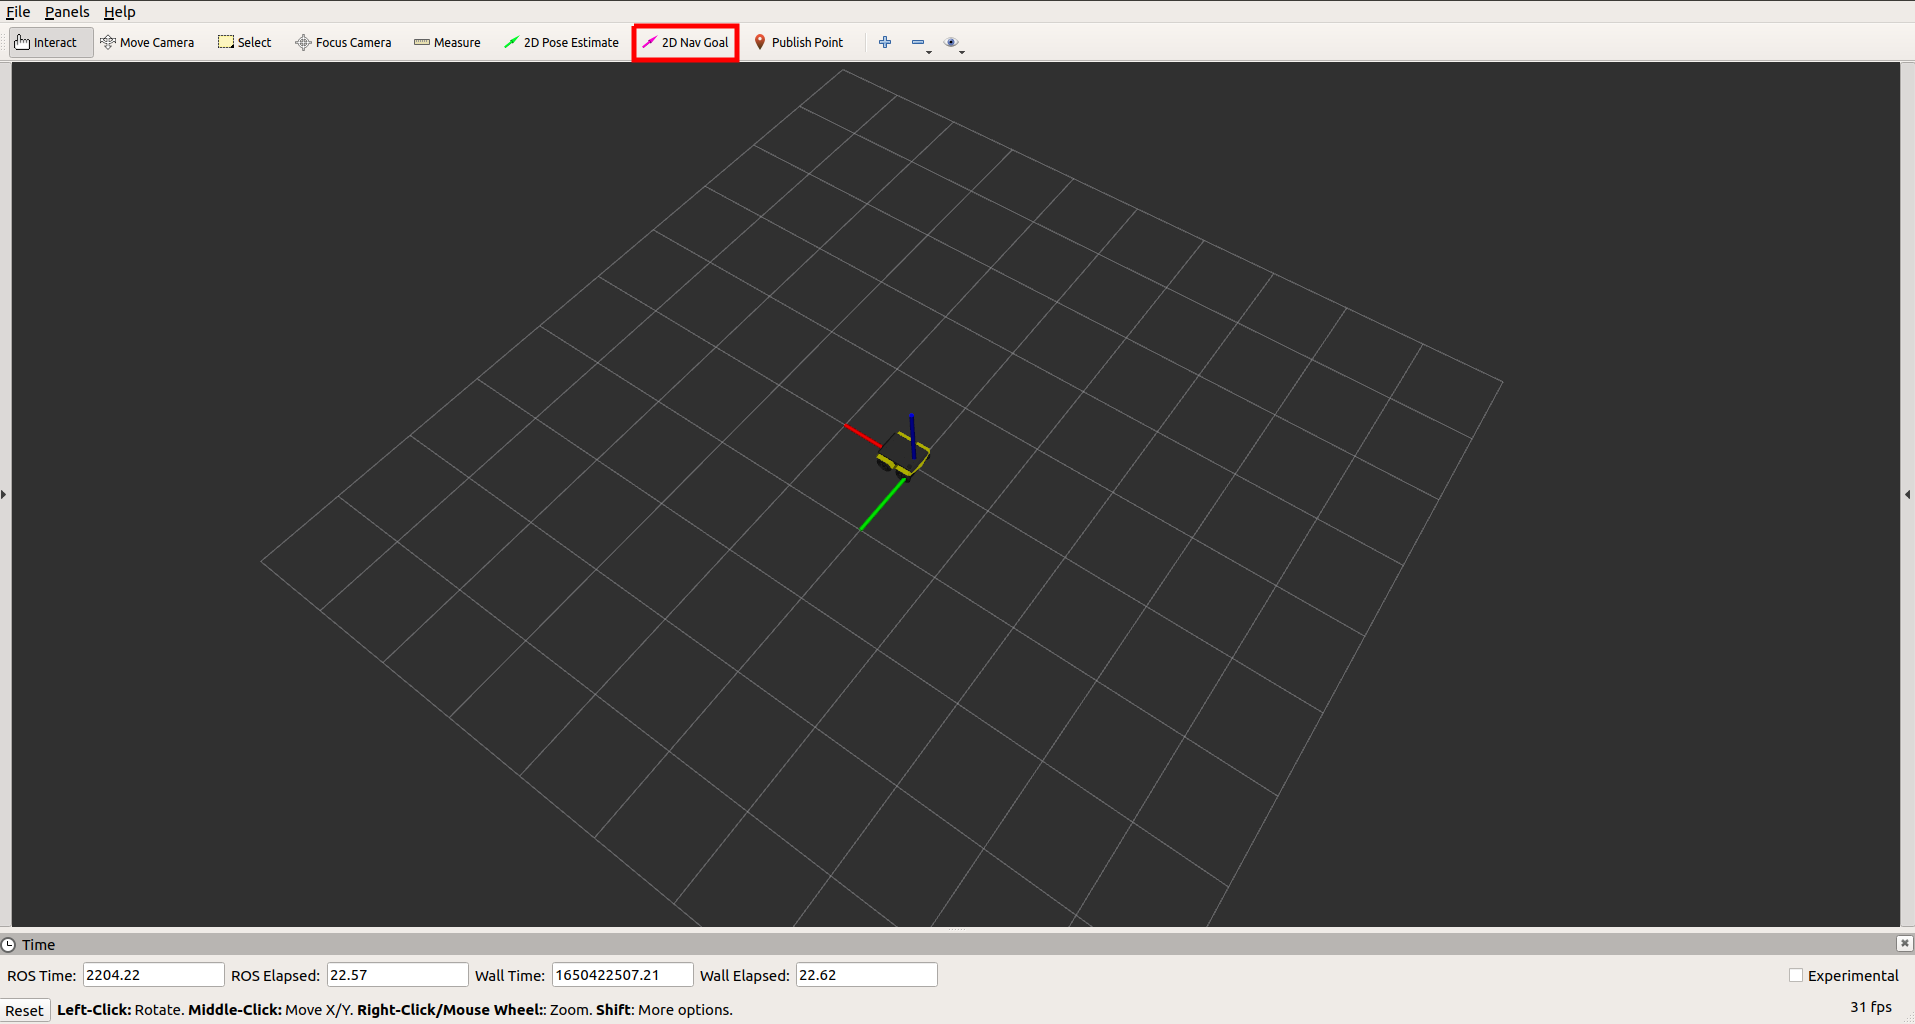 File Panels Help
Interact Move Camera Select Focus Camera Measure 2D Pose Estimate 2D Nav Goal Publish Point
Time
ROS Time: 2204.22 ROS Elapsed: 22.57 Wall Time: 1650422507.21 Wall Elapsed: 22.62 Experimental
Reset Left-Click: Rotate. Middle-Click: Move X/Y. Right-Click/Mouse Wheel:: Zoom. Shift: More options. 31 fps